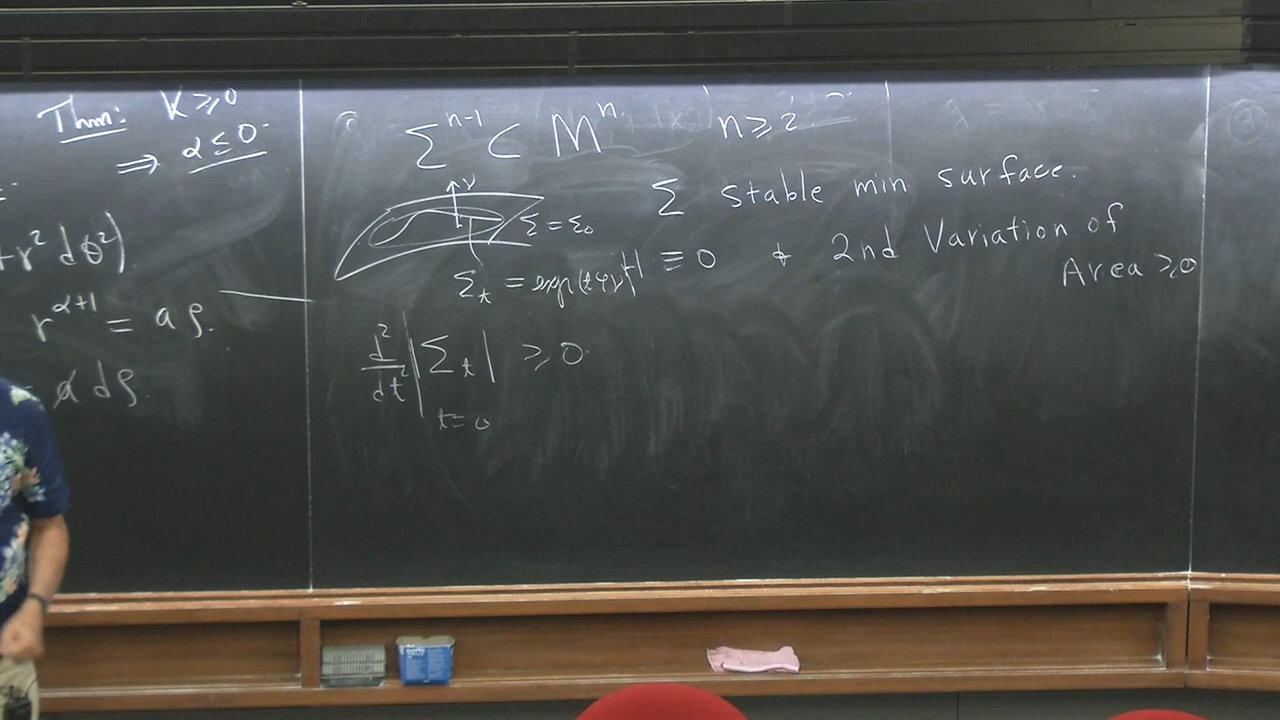 Thm: K ≥ 0
⟹ α ≤ 0.
+r² dθ²)
r^{α+1} = aρ.
= α dρ.
Σ^{n-1} ⊂ M^n. n ≥ 2
Σ stable min surface.
ν
Σ = Σ₀
H ≡ 0 & 2nd Variation of
Area ≥ 0
Σ_t = exp(tφν)
d²/dt² |Σ_t| ≥ 0.
t=0